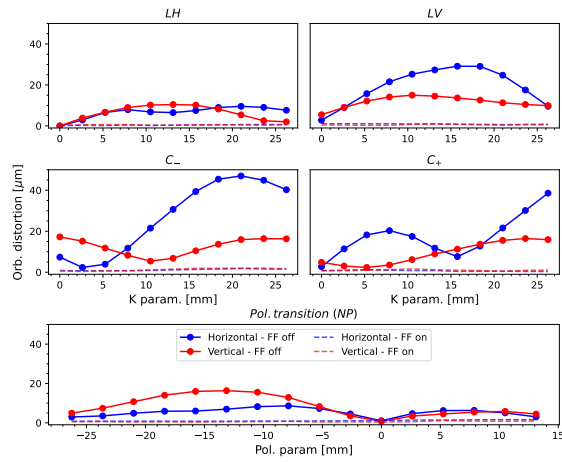 LH
LV
40
20
0
0 5 10 15 20 25
0 5 10 15 20 25
C₋
C₊
Orb. distortion [μm]
40
20
0
0 5 10 15 20 25
0 5 10 15 20 25
K param. [mm]
K param. [mm]
Pol. transition (NP)
Horizontal - FF off
Vertical - FF off
Horizontal - FF on
Vertical - FF on
40
20
0
−25 −20 −15 −10 −5 0 5 10 15
Pol. param [mm]